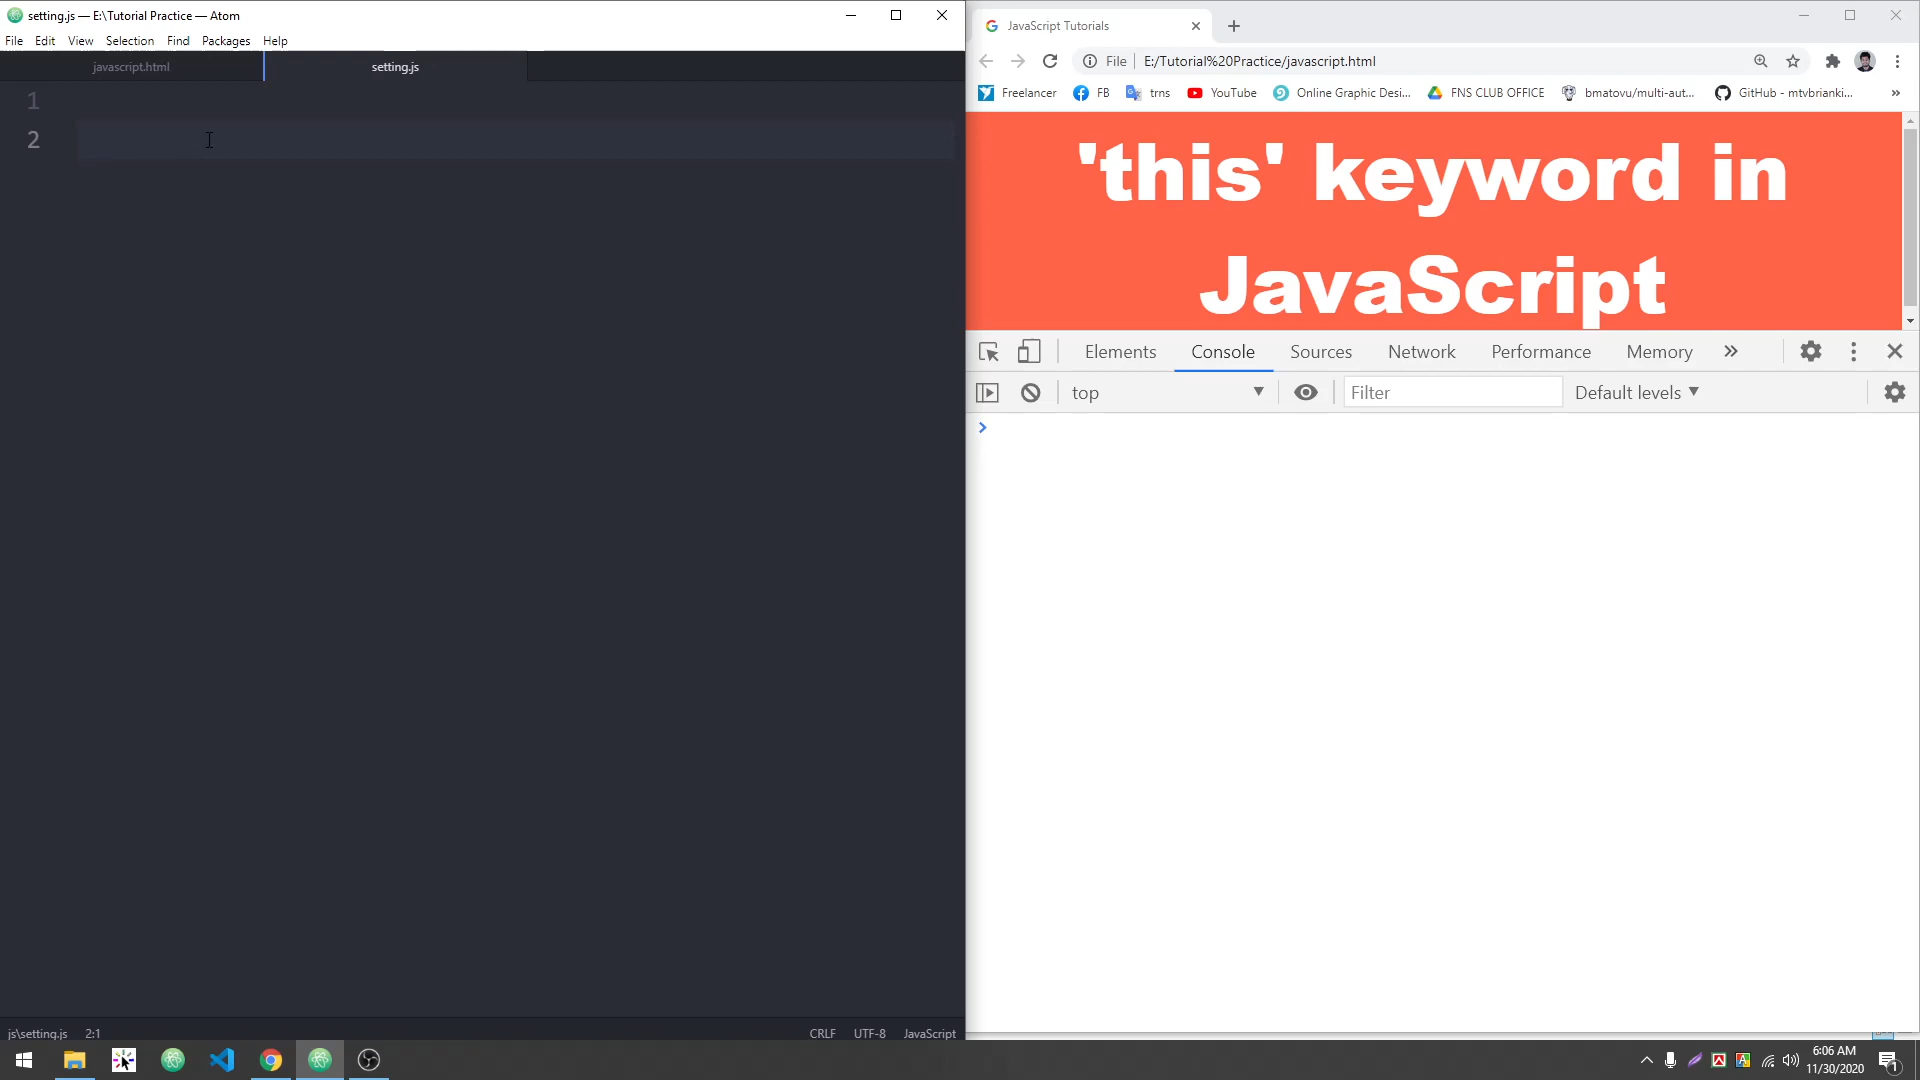 setting.js — E:\Tutorial Practice — Atom
File Edit View Selection Find Packages Help
javascript.html
setting.js
1
2
js\setting.js 2:1
CRLF UTF-8 JavaScript
JavaScript Tutorials
File E:/Tutorial%20Practice/javascript.html
Freelancer FB trns YouTube Online Graphic Desi... FNS CLUB OFFICE bmatovu/multi-aut... GitHub - mtvbrianki... »
'this' keyword in
JavaScript
Elements Console Sources Network Performance Memory »
top Filter Default levels
>
6:06 AM
11/30/2020
1